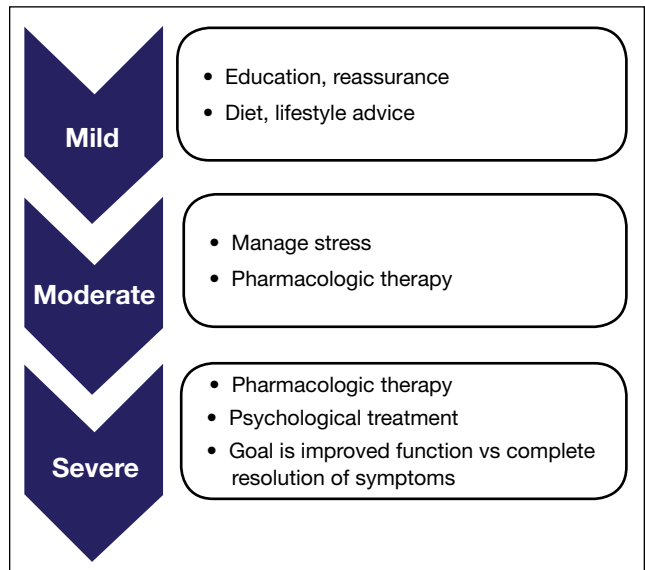 Mild
• Education, reassurance
• Diet, lifestyle advice
Moderate
• Manage stress
• Pharmacologic therapy
Severe
• Pharmacologic therapy
• Psychological treatment
• Goal is improved function vs complete
resolution of symptoms